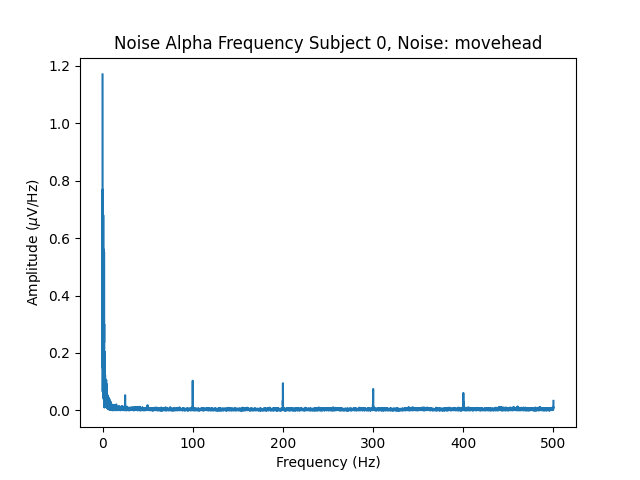 Noise Alpha Frequency Subject 0, Noise: movehead
Amplitude (μV/Hz)
1.2
1.0
0.8
0.6
0.4
0.2
0.0
0 100 200 300 400 500
Frequency (Hz)